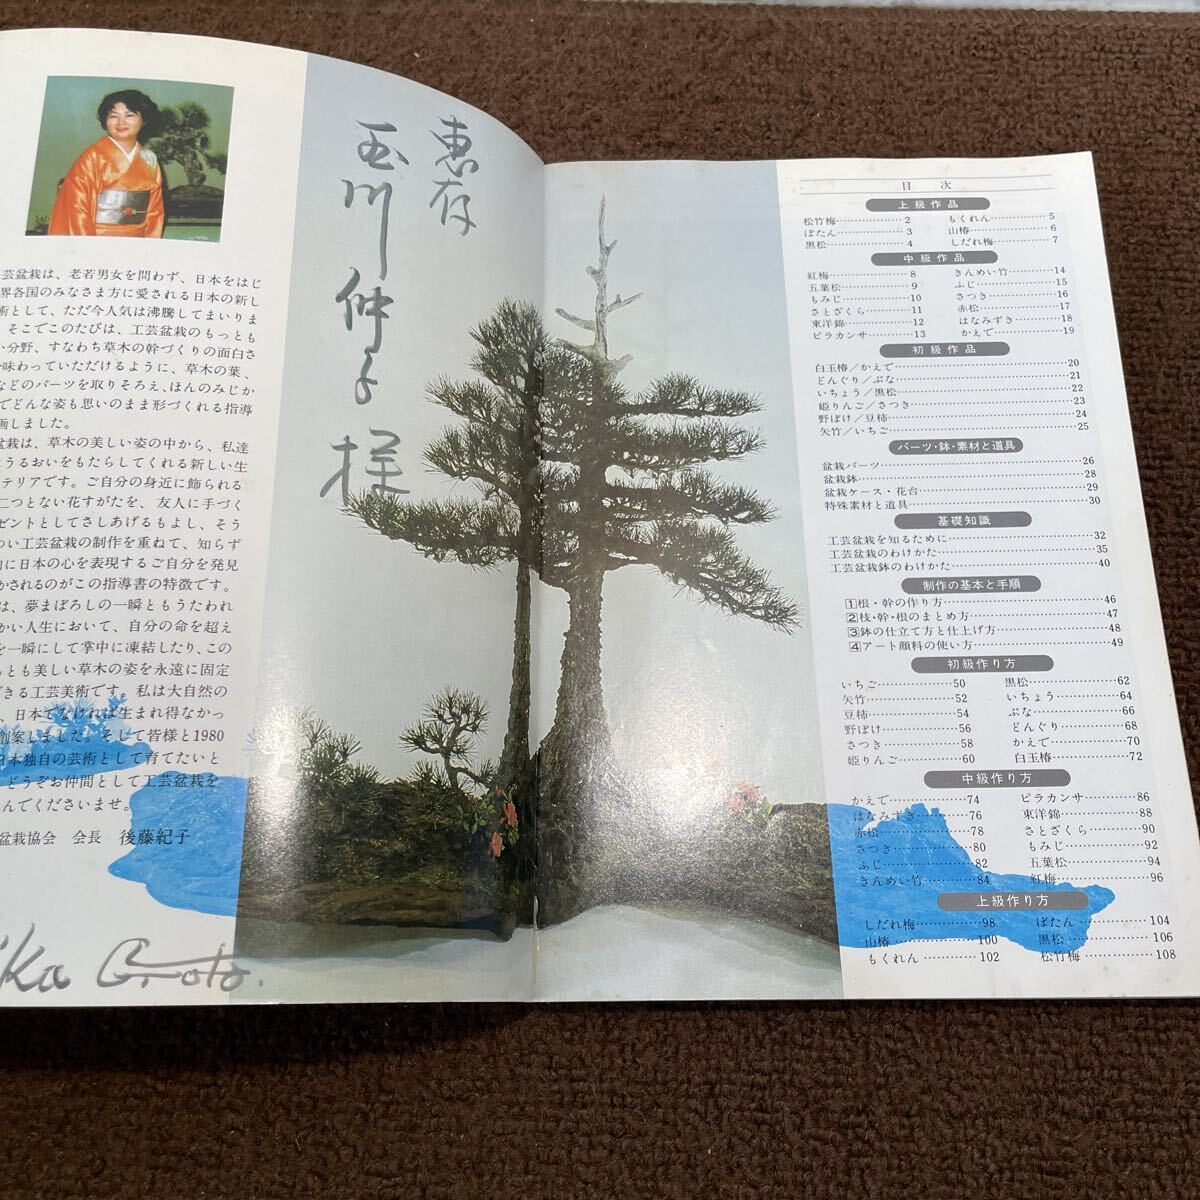 恵存
玉川伸子様
工芸盆栽は、老若男女を問わず、日本をはじ
界各国のみなさま方に愛される日本の新し
術として、ただ今人気は沸騰してまいりま
。そこでこのたびは、工芸盆栽のもっとも
い分野、すなわち草木の幹づくりの面白さ
味わっていただけるように、草木の葉、
などのパーツを取りそろえ、ほんのみじか
でどんな姿も思いのまま形づくれる指導
画しました。
盆栽は、草木の美しい姿の中から、私達
うるおいをもたらしてくれる新しい生
テリアです。ご自分の身近に飾られる
二つとない花すがたを、友人に手づく
ゼントとしてさしあげるもよし、そう
つい工芸盆栽の制作を重ねて、知らず
に日本の心を表現するご自分を発見
かされるのがこの指導書の特徴です。
は、夢まぼろしの一瞬ともうたわれ
かい人生において、自分の命を超え
を一瞬にして掌中に凍結したり、この
とも美しい草木の姿を永遠に固定
できる工芸美術です。私は大自然の
、日本でなければ生まれ得なかっ
創案しました。そして皆様と1980
日本独自の芸術として育てたいと
。どうぞお仲間として工芸盆栽を
んでくださいませ。
盆栽協会 会長 後藤紀子
ka Goto.
目次
上級作品
松竹梅 2
ぼたん 3
黒松 4
もくれん 5
山椿 6
しだれ梅 7
中級作品
紅梅 8
五葉松 9
もみじ 10
さとざくら 11
東洋錦 12
ピラカンサ 13
きんめい竹 14
ふじ 15
さつき 16
赤松 17
はなみずき 18
かえで 19
初級作品
白玉椿/かえで 20
どんぐり/ぶな 21
いちょう/黒松 22
姫りんご/さつき 23
野ぼけ/豆柿 24
矢竹/いちご 25
パーツ・鉢・素材と道具
盆栽パーツ 26
盆栽鉢 28
盆栽ケース・花台 29
特殊素材と道具 30
基礎知識
工芸盆栽を知るために 32
工芸盆栽のわけかた 35
工芸盆栽鉢のわけかた 40
制作の基本と手順
1根・幹の作り方 46
2枝・幹・根のまとめ方 47
3鉢の仕立て方と仕上げ方 48
4アート顔料の使い方 49
初級作り方
いちご 50
矢竹 52
豆柿 54
野ぼけ 56
さつき 58
姫りんご 60
黒松 62
いちょう 64
ぶな 66
どんぐり 68
かえで 70
白玉椿 72
中級作り方
かえで 74
はなみずき 76
赤松 78
さつき 80
ふじ 82
きんめい竹 84
ピラカンサ 86
東洋錦 88
さとざくら 90
もみじ 92
五葉松 94
紅梅 96
上級作り方
しだれ梅 98
山椿 100
もくれん 102
ぼたん 104
黒松 106
松竹梅 108